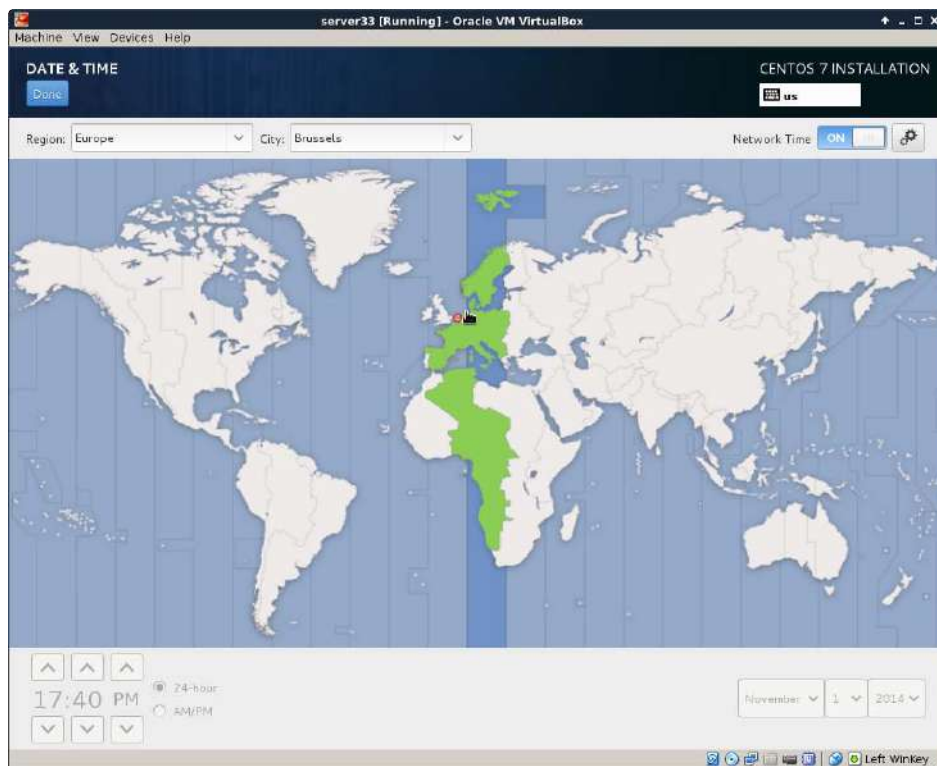 server33 [Running] - Oracle VM VirtualBox
Machine View Devices Help
DATE & TIME
CENTOS 7 INSTALLATION
Done
us
Region: Europe City: Brussels Network Time ON
17:40 PM
24-hour
AM/PM
November 1 2014
Left WinKey